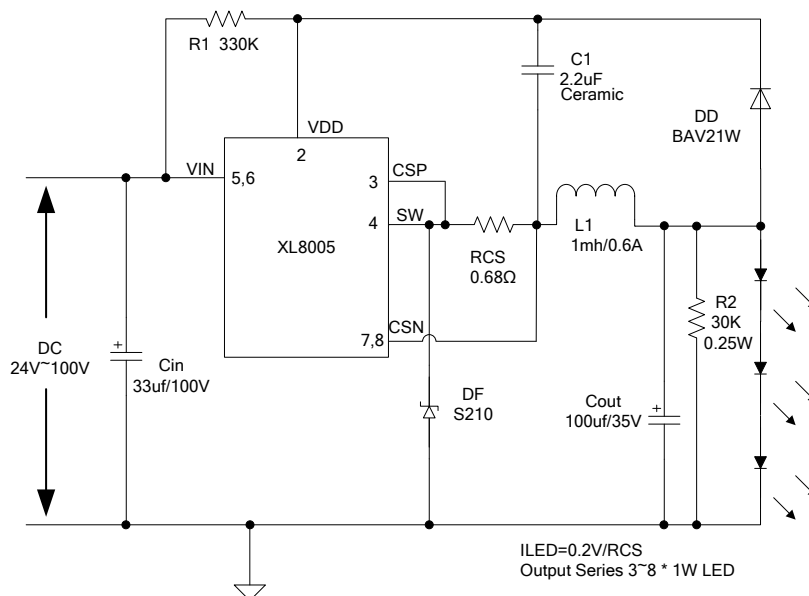 R1 330K
C1
2.2uF
Ceramic
DD
BAV21W
VDD
2
VIN
5,6
3
CSP
4
SW
XL8005
RCS
0.68Ω
L1
1mh/0.6A
7,8
CSN
R2
30K
0.25W
DC
24V~100V
+
Cin
33uf/100V
DF
S210
Cout
100uf/35V
+
ILED=0.2V/RCS
Output Series 3~8 * 1W LED